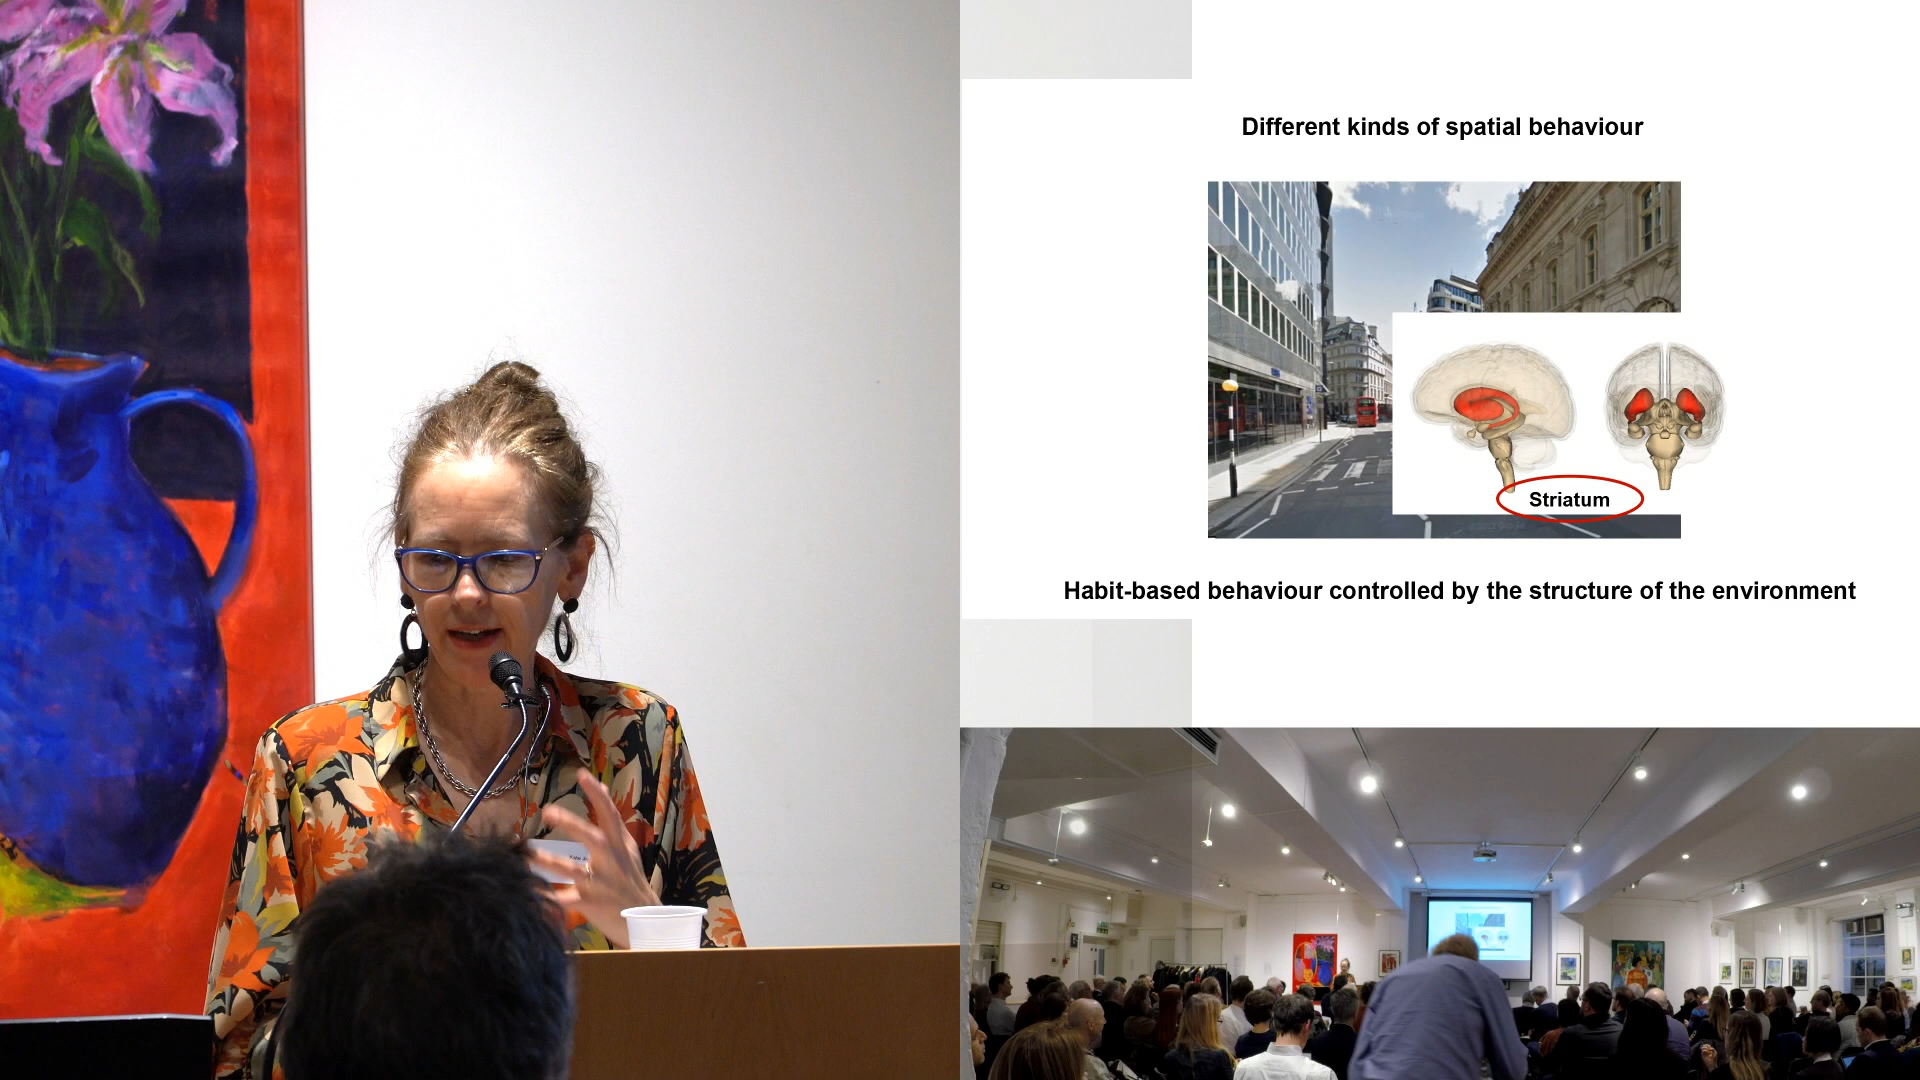 Different kinds of spatial behaviour
Striatum
Habit-based behaviour controlled by the structure of the environment